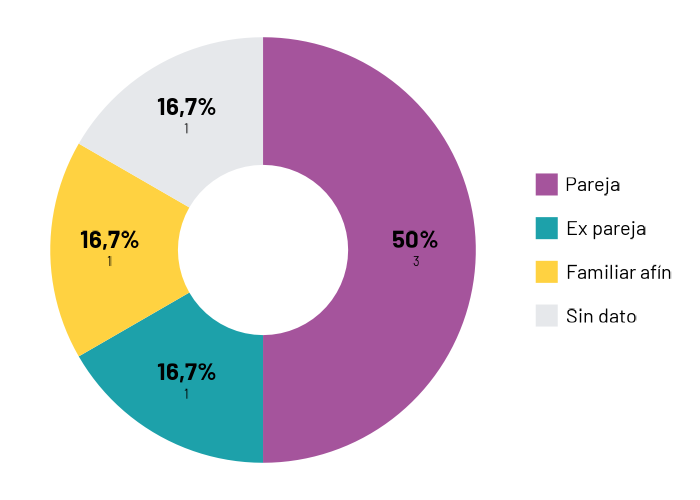 16,7%
1
16,7%
1
50%
3
16,7%
1
Pareja
Ex pareja
Familiar afín
Sin dato